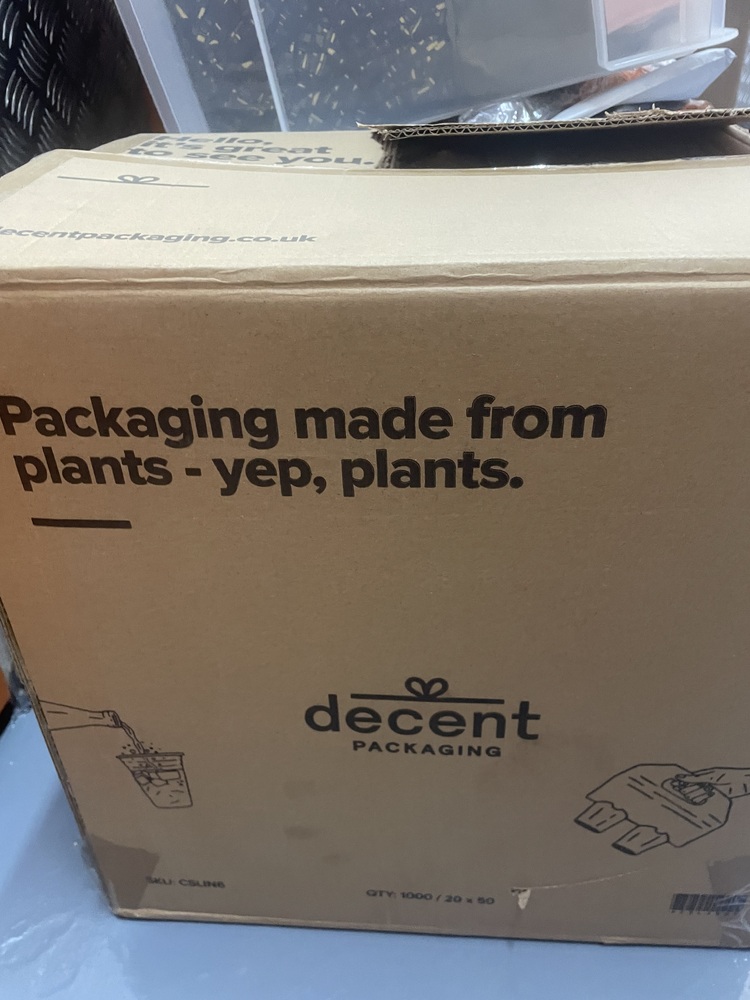 Hello,
it's great
to see you.
decentpackaging.co.uk
Packaging made from
plants - yep, plants.
decent
PACKAGING
SKU: CSLIN6
QTY: 1000 / 20 x 50